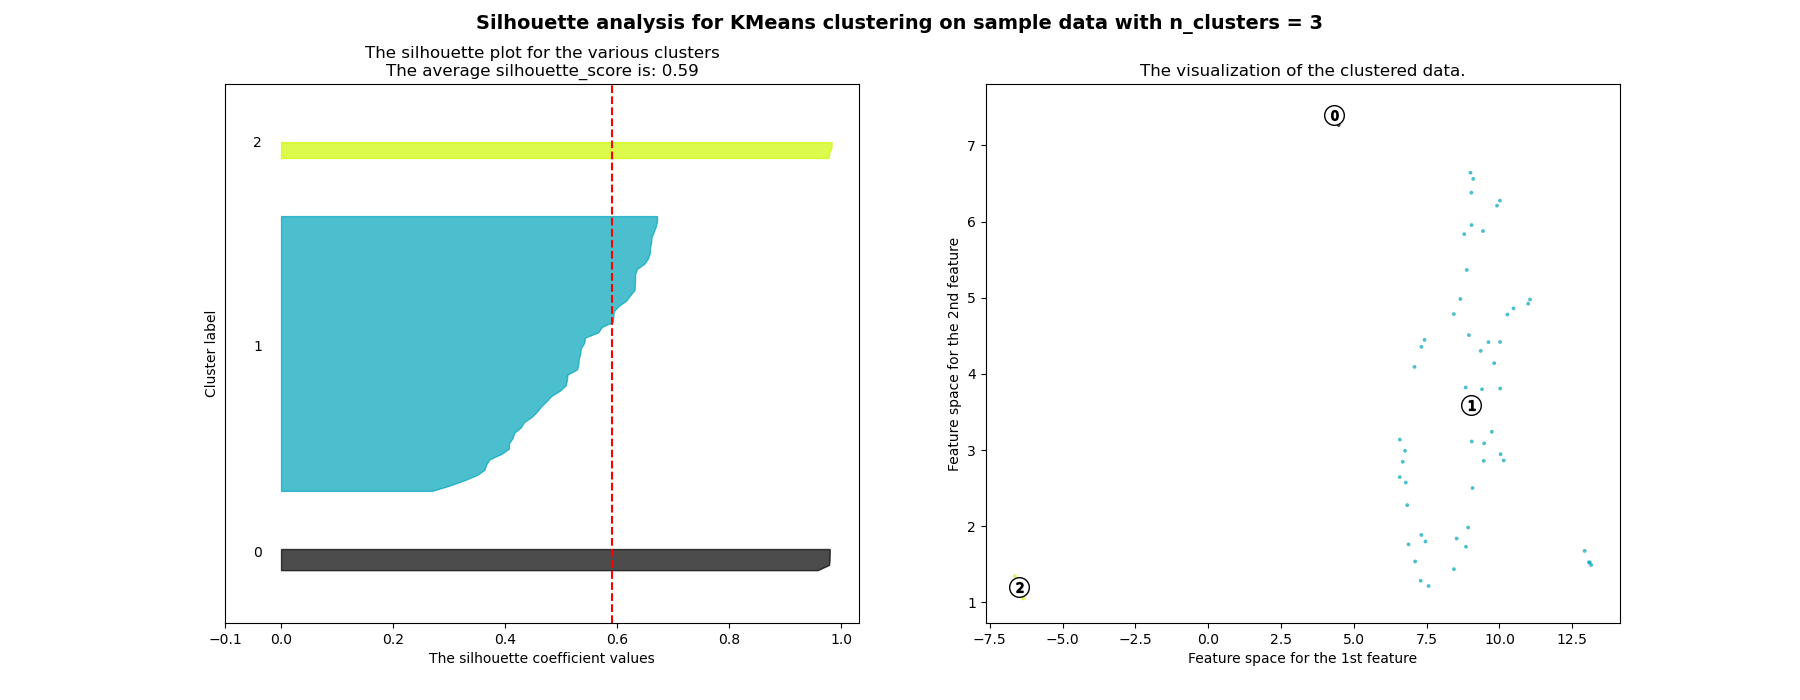 Silhouette analysis for KMeans clustering on sample data with n_clusters = 3
The silhouette plot for the various clusters
The average silhouette_score is: 0.59
2
1
0
Cluster label
−0.1 0.0 0.2 0.4 0.6 0.8 1.0
The silhouette coefficient values
The visualization of the clustered data.
0
1
2
7
6
5
4
3
2
1
Feature space for the 2nd feature
−7.5 −5.0 −2.5 0.0 2.5 5.0 7.5 10.0 12.5
Feature space for the 1st feature